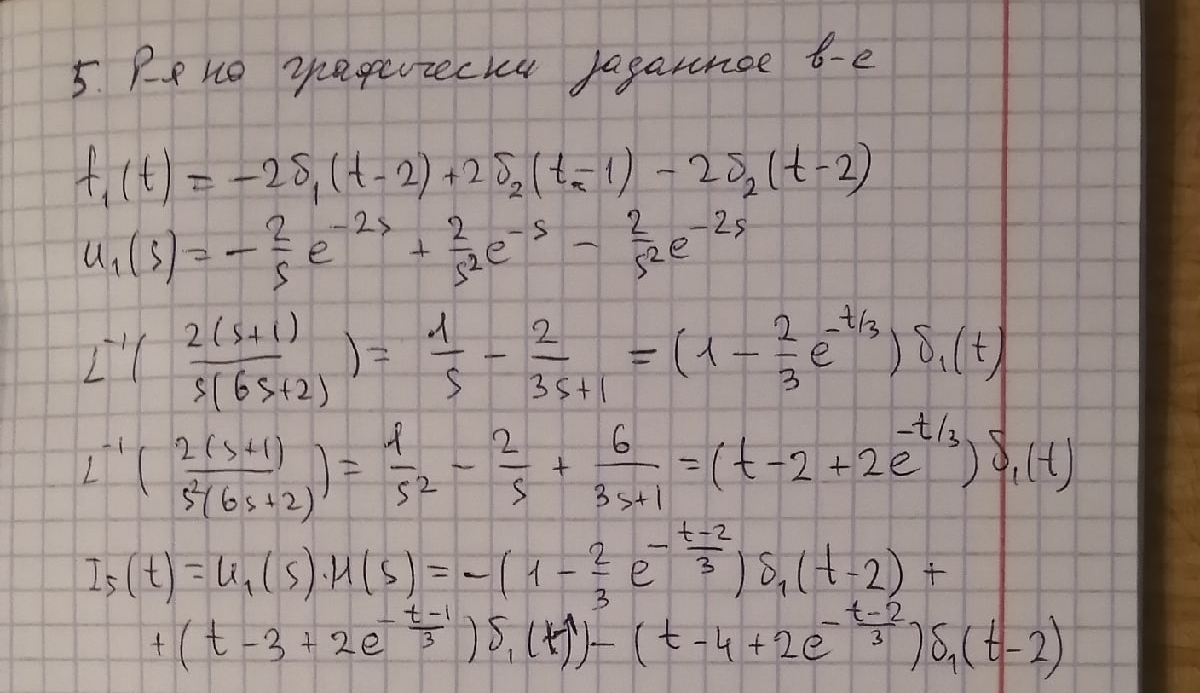 5. Р-я на графически заданное в-е
f₁(t) = -2δ₁(t-2) + 2δ₂(t-1) - 2δ₂(t-2)
u₁(s) = - 2/s e^(-2s) + 2/s² e^(-s) - 2/s² e^(-2s)
L⁻¹( 2(s+1) / s(6s+2) ) = 1/s - 2/(3s+1) = (1 - 2/3 e^(-t/3)) δ₁(t)
L⁻¹( 2(s+1) / s²(6s+2) ) = 1/s² - 2/s + 6/(3s+1) = (t - 2 + 2e^(-t/3)) δ₁(t)
I₅(t) = u₁(s)·H(s) = -(1 - 2/3 e^(-(t-2)/3)) δ₁(t-2) +
+ (t - 3 + 2e^(-(t-1)/3)) δ₁(t) - (t - 4 + 2e^(-(t-2)/3)) δ₁(t-2)